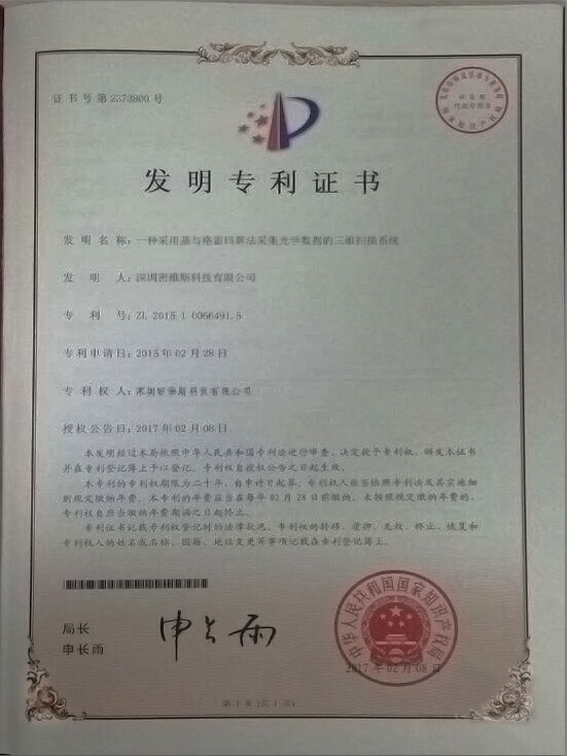 证书号第2373800号
发明专利证书
发明名称：一种采用基与格雷码算法采集光学数据的三维扫描系统
发明人：深圳密维斯科技有限公司
专利号：ZL 2015 1 0066491.5
专利申请日：2015年02月28日
专利权人：深圳密维斯科技有限公司
授权公告日：2017年02月08日
本发明经过本局依照中华人民共和国专利法进行审查，决定授予专利权，颁发本证书
并在专利登记簿上予以登记。专利权自授权公告之日起生效。
本专利的专利权期限为二十年，自申请日起算。专利权人应当依照专利法及其实施细
则规定缴纳年费。本专利的年费应当在每年02月28日前缴纳。未按照规定缴纳年费的，
专利权自应当缴纳年费期满之日起终止。
专利证书记载专利权登记时的法律状况。专利权的转移、质押、无效、终止、恢复和
专利权人的姓名或名称、国籍、地址变更等事项记载在专利登记簿上。
局长
申长雨
申长雨
中华人民共和国国家知识产权局
2017年02月08日
第1页(共1页)